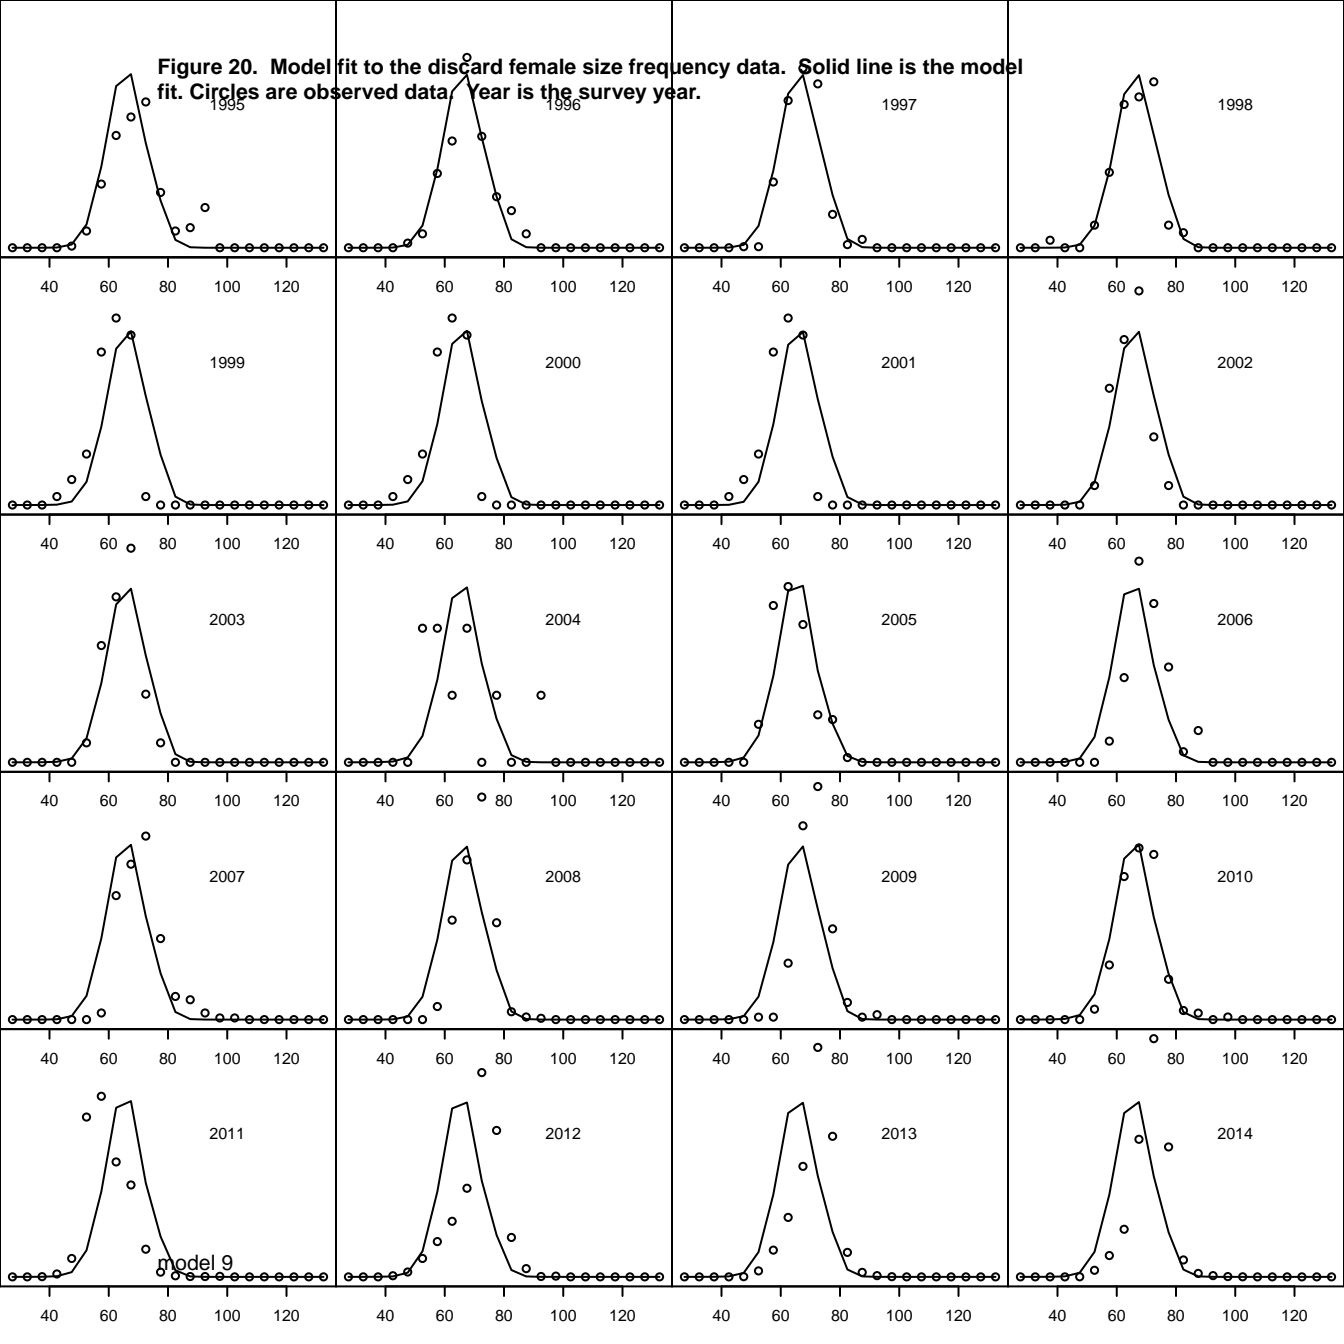 Figure 20.  Model fit to the discard female size frequency data.  Solid line is the model
fit. Circles are observed data.  Year is the survey year.
1995 1996 1997 1998
40 60 80 100 120 40 60 80 100 120 40 60 80 100 120 40 60 80 100 120
1999 2000 2001 2002
40 60 80 100 120 40 60 80 100 120 40 60 80 100 120 40 60 80 100 120
2003 2004 2005 2006
40 60 80 100 120 40 60 80 100 120 40 60 80 100 120 40 60 80 100 120
2007 2008 2009 2010
40 60 80 100 120 40 60 80 100 120 40 60 80 100 120 40 60 80 100 120
2011 2012 2013 2014
model 9
40 60 80 100 120 40 60 80 100 120 40 60 80 100 120 40 60 80 100 120